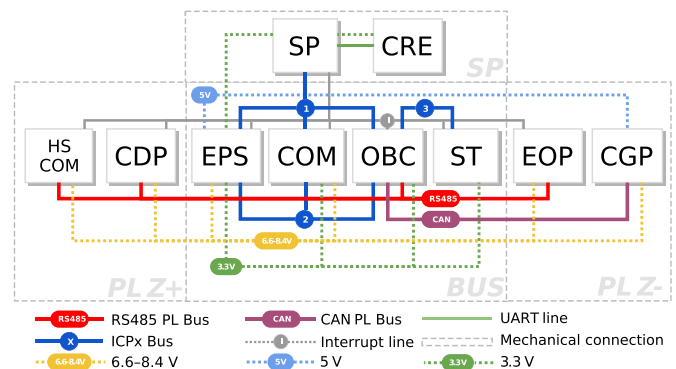 SP
CRE
SP
5V
1
3
I
HS
COM
CDP
EPS
COM
OBC
ST
EOP
CGP
RS485
2
CAN
6.6-8.4V
3.3V
PL Z+
BUS
PL Z-
RS485 RS485 PL Bus
CAN CAN PL Bus
UART line
X ICPx Bus
I Interrupt line
Mechanical connection
6.6-8.4V 6.6–8.4 V
5V 5 V
3.3V 3.3 V